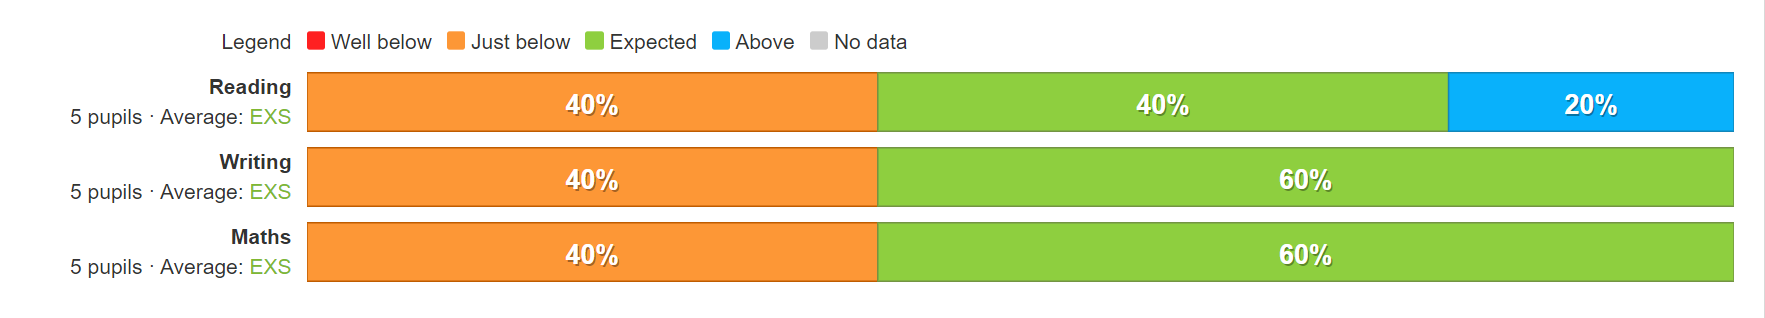 Legend Well below Just below Expected Above No data
Reading
5 pupils · Average: EXS
40% 40% 20%
Writing
5 pupils · Average: EXS
40% 60%
Maths
5 pupils · Average: EXS
40% 60%